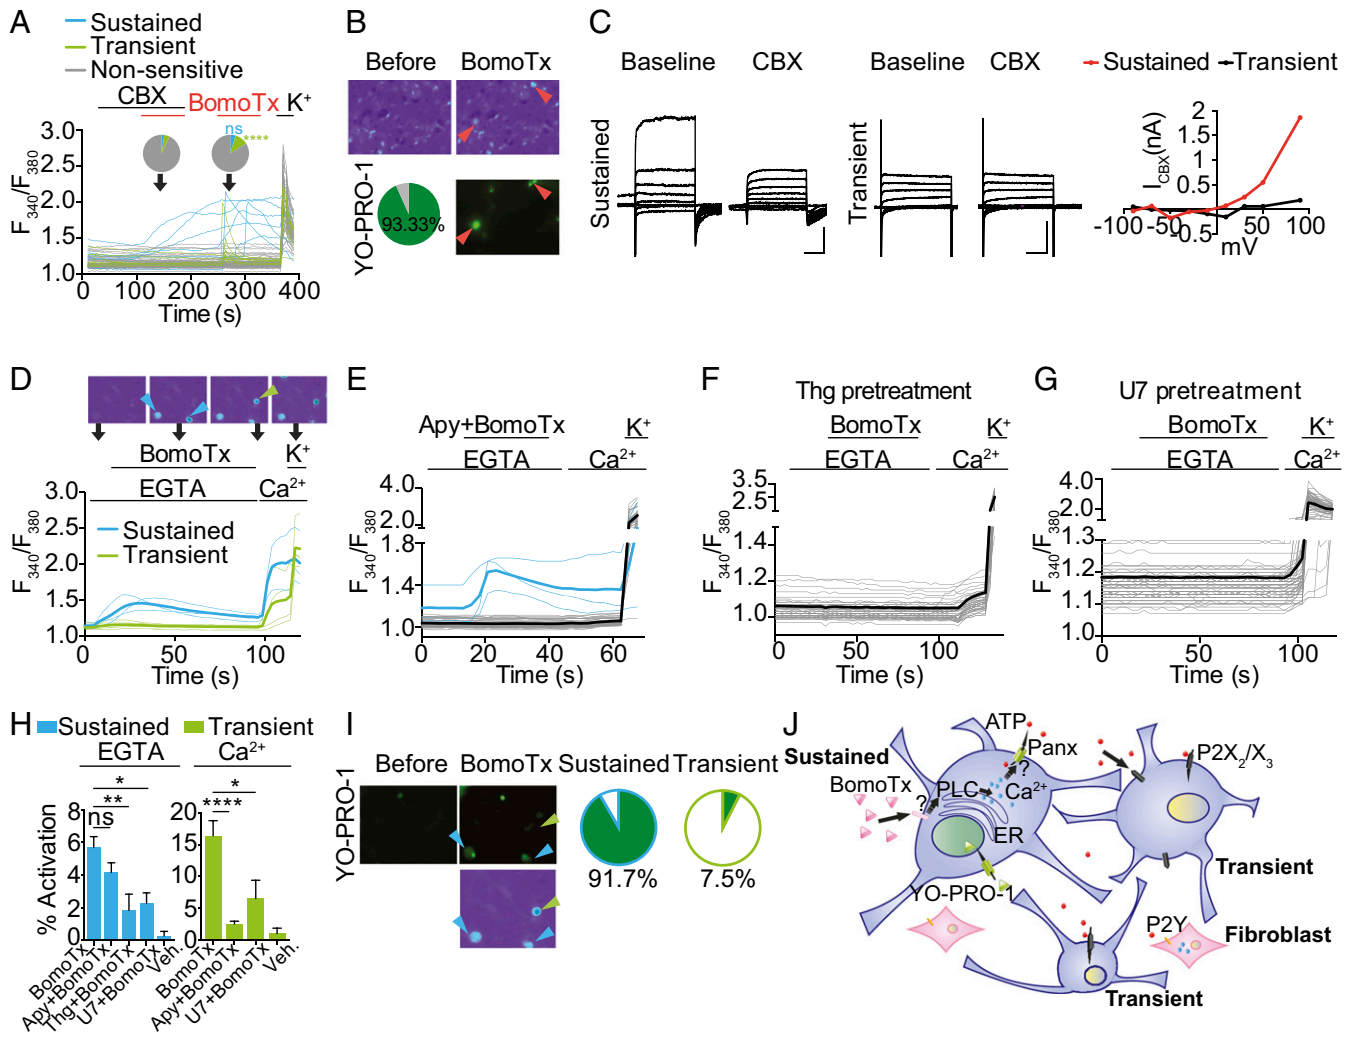 A
Sustained
Transient
Non-sensitive
CBX
BomoTx K+
ns
****
F340/F380
3.0
2.0
1.5
1.0
0 100 200 300 400
Time (s)
B
Before BomoTx
YO-PRO-1
93.33%
C
Baseline CBX Baseline CBX
Sustained
Transient
Sustained Transient
ICBX(nA)
2
1.5
1
0.5
0
-0.5
-100 -50 50 100
mV
D
BomoTx K+
EGTA Ca2+
F340/F380
3.0
2.5
2.0
1.5
1.0
Sustained
Transient
0 50 100
Time (s)
E
Apy+BomoTx K+
EGTA Ca2+
F340/F380
4.0
2.0
1.8
1.4
1.0
0 20 40 60
Time (s)
F
Thg pretreatment
BomoTx K+
EGTA Ca2+
F340/F380
3.5
2.5
1.4
1.2
1.0
0 50 100
Time (s)
G
U7 pretreatment
BomoTx K+
EGTA Ca2+
F340/F380
4.0
2.0
1.3
1.2
1.1
1.0
0 50 100
Time (s)
H
Sustained Transient
EGTA Ca2+
% Activation
8
6
4
2
0
ns
**
*
BomoTx
Apy+BomoTx
Thg+BomoTx
U7+BomoTx
Veh.
20
15
10
5
0
****
*
BomoTx
Apy+BomoTx
U7+BomoTx
Veh.
I
Before BomoTx Sustained Transient
YO-PRO-1
91.7% 7.5%
J
Sustained
ATP
Panx
BomoTx
?
PLC
?
Ca2+
ER
YO-PRO-1
P2X2/X3
Transient
P2Y
Fibroblast
Transient